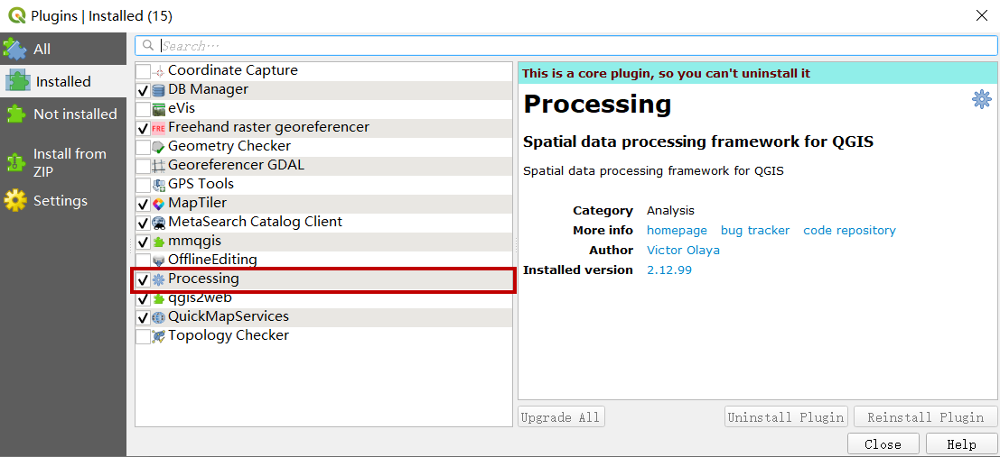 Plugins | Installed (15)
All
Installed
Not installed
Install from
ZIP
Settings
Search…
Coordinate Capture
DB Manager
eVis
FRE Freehand raster georeferencer
Geometry Checker
Georeferencer GDAL
GPS Tools
MapTiler
MetaSearch Catalog Client
mmqgis
OfflineEditing
Processing
qgis2web
QuickMapServices
Topology Checker
This is a core plugin, so you can't uninstall it
Processing
Spatial data processing framework for QGIS
Spatial data processing framework for QGIS
Category Analysis
More info homepage bug tracker code repository
Author Victor Olaya
Installed version 2.12.99
Upgrade All Uninstall Plugin Reinstall Plugin
Close Help